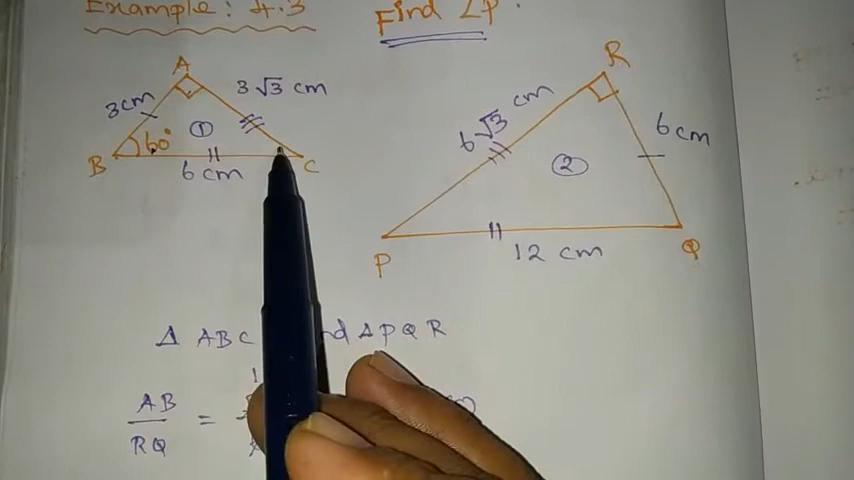 Example: 4.3
Find ∠P.
A
3cm
3√3 cm
①
60°
B
6 cm
C
R
6√3 cm
6 cm
②
P
12 cm
Q
Δ ABC Δ PQR
AB
RQ
=